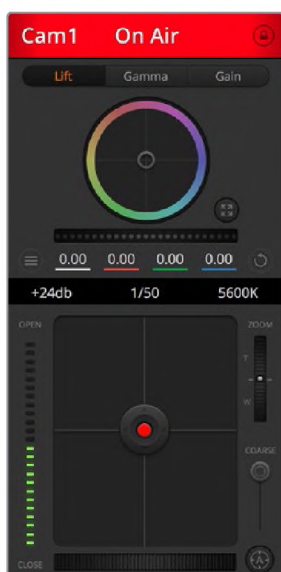 Cam1 On Air
Lift Gamma Gain
0.00 0.00 0.00 0.00
+24db 1/50 5600K
OPEN ZOOM
T
W
COARSE
CLOSE A